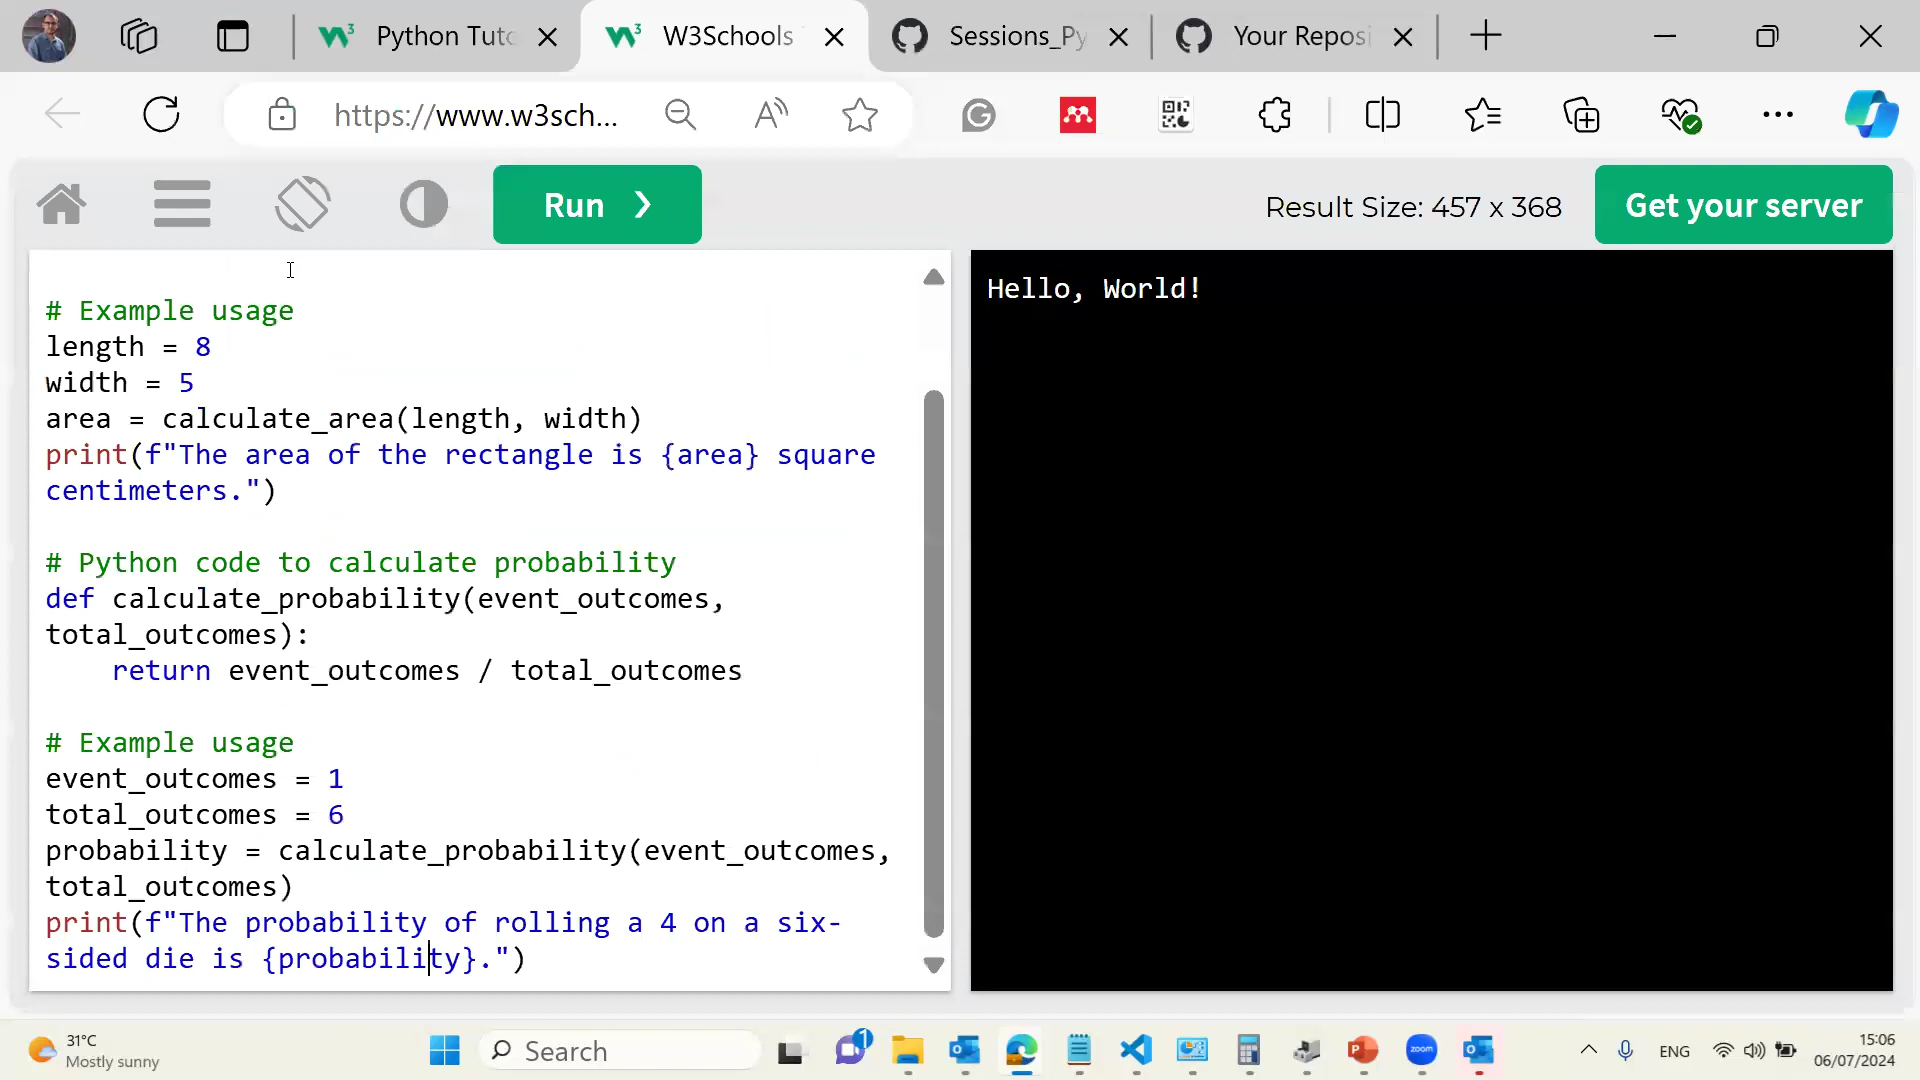 Python Tuto
W3Schools
Sessions_Py
Your Reposi
https://www.w3sch...
Run ❯
Result Size: 457 x 368
Get your server
# Example usage
length = 8
width = 5
area = calculate_area(length, width)
print(f"The area of the rectangle is {area} square
centimeters.")
# Python code to calculate probability
def calculate_probability(event_outcomes,
total_outcomes):
return event_outcomes / total_outcomes
# Example usage
event_outcomes = 1
total_outcomes = 6
probability = calculate_probability(event_outcomes,
total_outcomes)
print(f"The probability of rolling a 4 on a six-
sided die is {probability}.")
Hello, World!
31°C
Mostly sunny
Search
1
zoom
ENG
15:06
06/07/2024